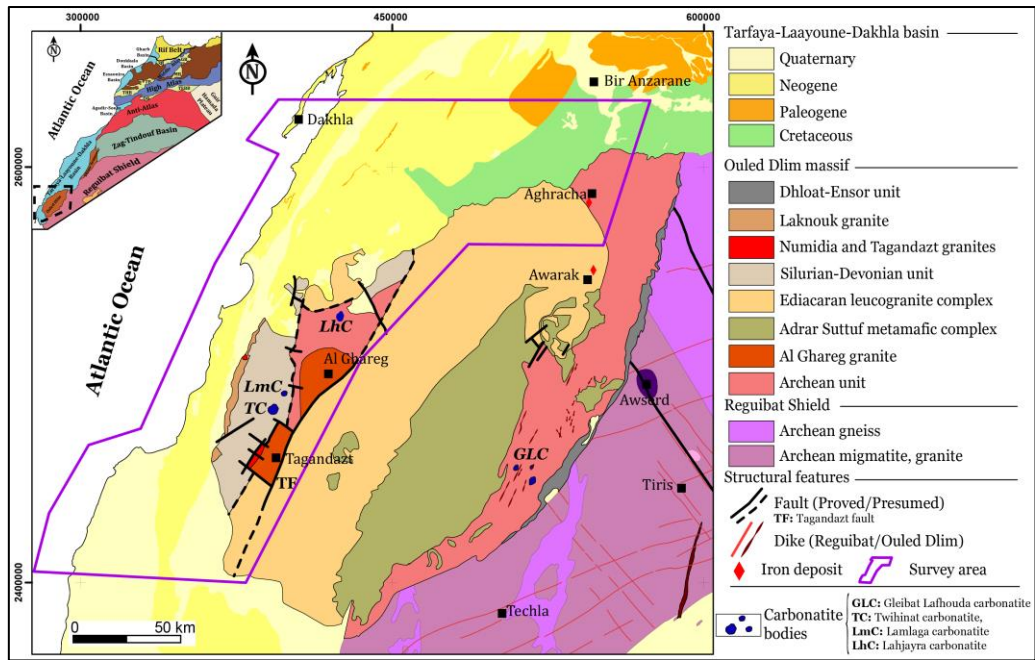 300000
450000
600000
2600000
2400000
Rif Belt
High Atlas
Anti-Atlas
Zag-Tindouf Basin
Reguibat Shield
Atlantic Ocean
N
Dakhla
Bir Anzarane
Aghracha
Awarak
LhC
Al Ghareg
LmC
TC
Tagandazt
TF
GLC
Awserd
Tiris
Techla
Atlantic Ocean
0
50 km
Tarfaya-Laayoune-Dakhla basin
Quaternary
Neogene
Paleogene
Cretaceous
Ouled Dlim massif
Dhloat-Ensor unit
Laknouk granite
Numidia and Tagandazt granites
Silurian-Devonian unit
Ediacaran leucogranite complex
Adrar Suttuf metamafic complex
Al Ghareg granite
Archean unit
Reguibat Shield
Archean gneiss
Archean migmatite, granite
Structural features
Fault (Proved/Presumed)
TF: Tagandazt fault
Dike (Reguibat/Ouled Dlim)
Iron deposit
Survey area
Carbonatite
bodies
GLC: Gleibat Lafhouda carbonatite
TC: Twihinat carbonatite,
LmC: Lamlaga carbonatite
LhC: Lahjayra carbonatite